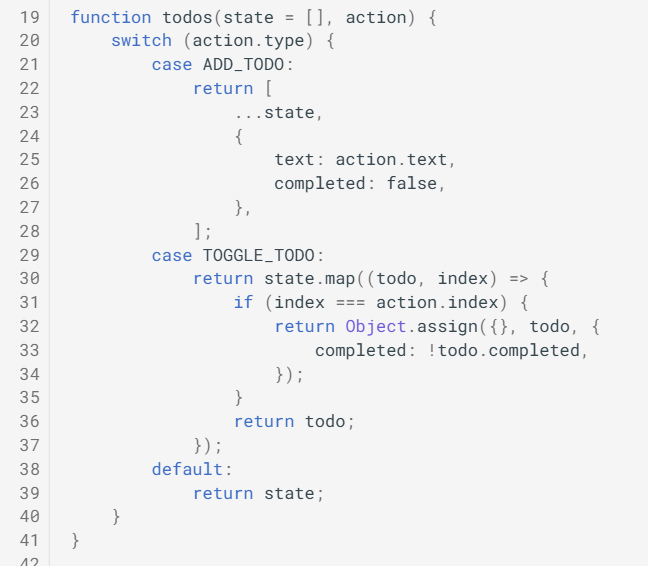 19 function todos(state = [], action) {
20     switch (action.type) {
21         case ADD_TODO:
22             return [
23                 ...state,
24                 {
25                     text: action.text,
26                     completed: false,
27                 },
28             ];
29         case TOGGLE_TODO:
30             return state.map((todo, index) => {
31                 if (index === action.index) {
32                     return Object.assign({}, todo, {
33                         completed: !todo.completed,
34                     });
35                 }
36                 return todo;
37             });
38         default:
39             return state;
40     }
41 }
42